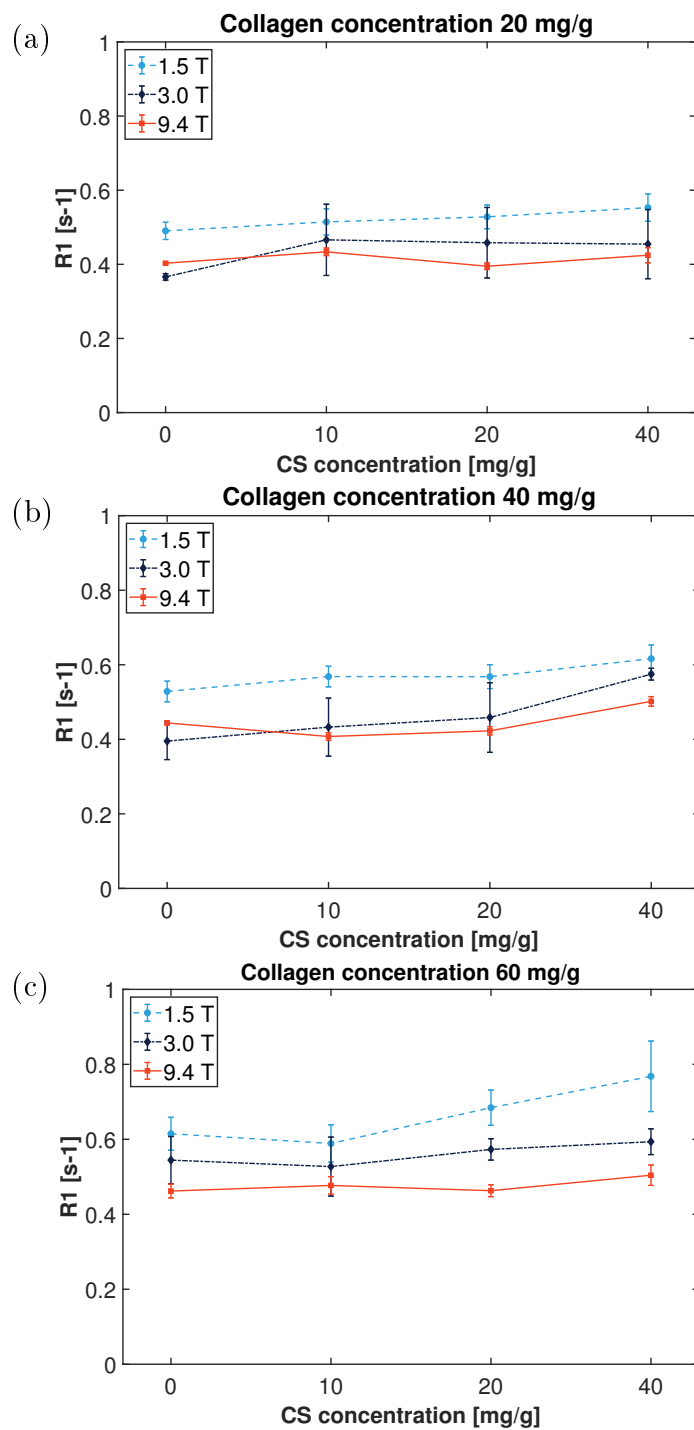 (a)
Collagen concentration 20 mg/g
1
0.8
0.6
0.4
0.2
0
R1 [s-1]
1.5 T
3.0 T
9.4 T
0 10 20 40
CS concentration [mg/g]
(b)
Collagen concentration 40 mg/g
1
0.8
0.6
0.4
0.2
0
R1 [s-1]
1.5 T
3.0 T
9.4 T
0 10 20 40
CS concentration [mg/g]
(c)
Collagen concentration 60 mg/g
1
0.8
0.6
0.4
0.2
0
R1 [s-1]
1.5 T
3.0 T
9.4 T
0 10 20 40
CS concentration [mg/g]